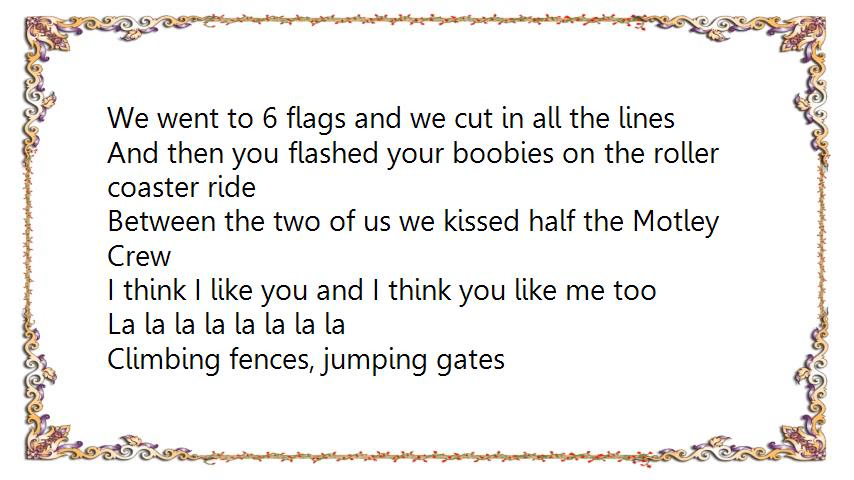 We went to 6 flags and we cut in all the lines
And then you flashed your boobies on the roller
coaster ride
Between the two of us we kissed half the Motley
Crew
I think I like you and I think you like me too
La la la la la la la la
Climbing fences, jumping gates